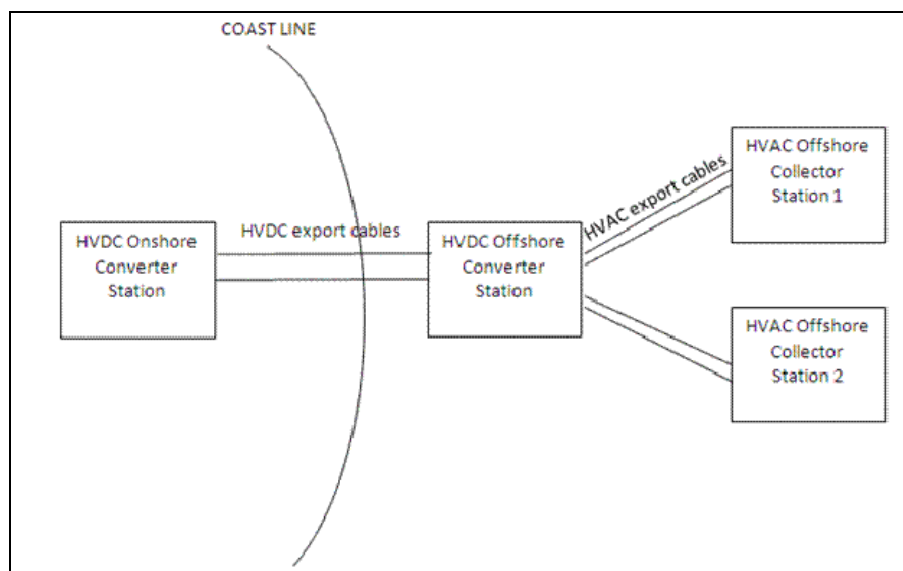 COAST LINE
HVDC Onshore
Converter
Station
HVDC export cables
HVDC Offshore
Converter
Station
HVAC export cables
HVAC Offshore
Collector
Station 1
HVAC Offshore
Collector
Station 2